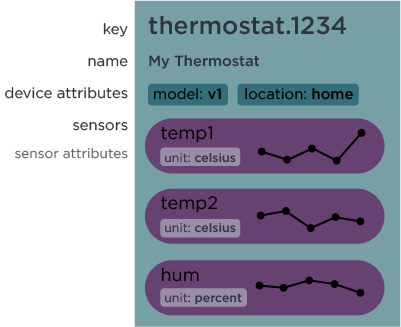 key
thermostat.1234
name
My Thermostat
device attributes
model: v1
location: home
sensors
temp1
sensor attributes
unit: celsius
temp2
unit: celsius
hum
unit: percent